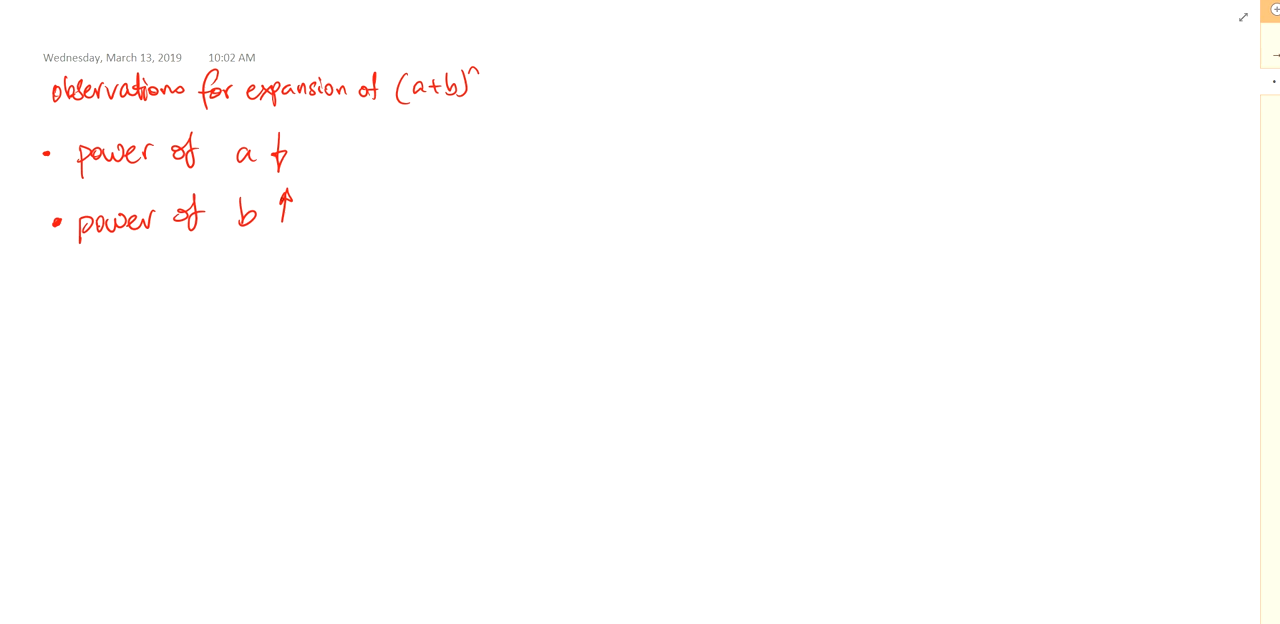 Wednesday, March 13, 2019 10:02 AM
observations for expansion of (a+b)^n
• power of a ↓
• power of b ↑